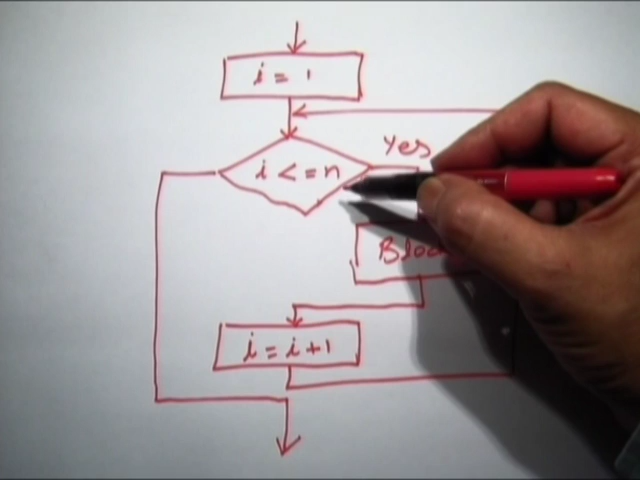 i = 1
Yes
i <= n
i = i + 1